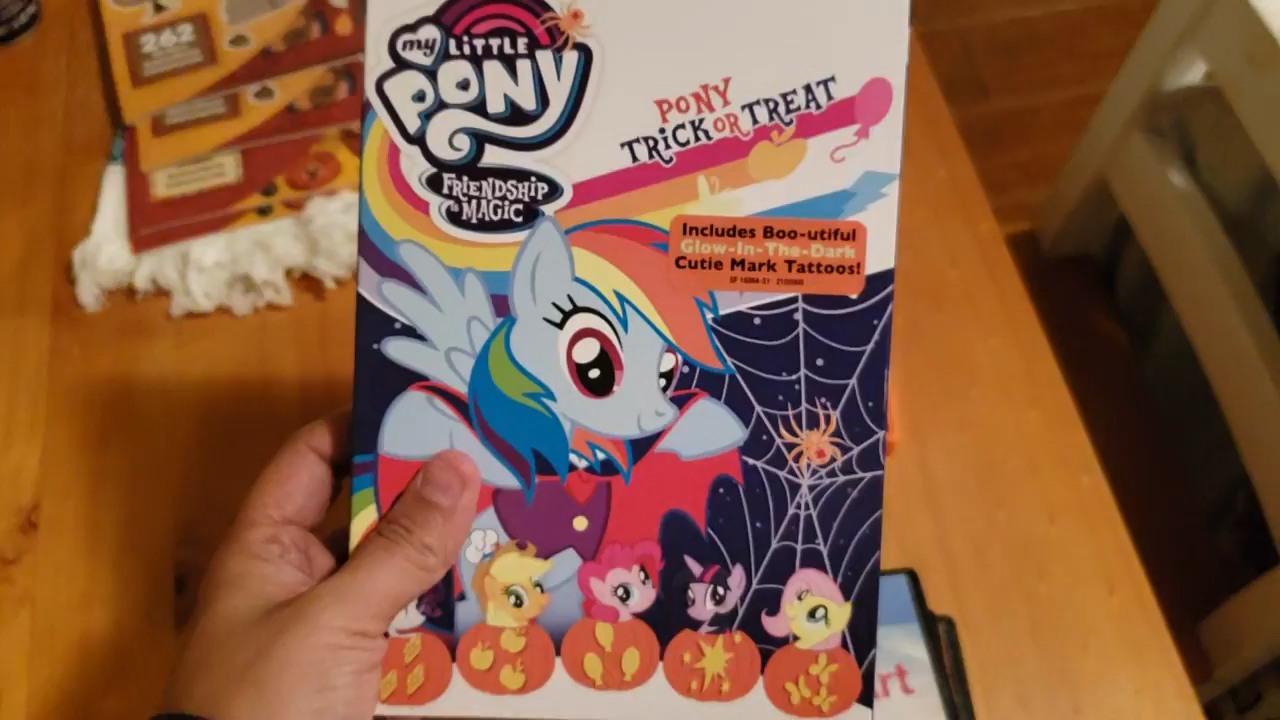 262
my LiTTLE
PONY
FRiENDSHiP
is MAGiC
PONY
TRiCK OR TREAT
Includes Boo-utiful
Glow-In-The-Dark
Cutie Mark Tattoos!
art